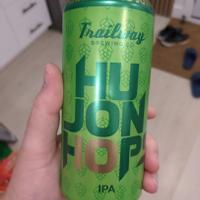 Trailway
BREWING CO.
HU
JON
HOP
IPA